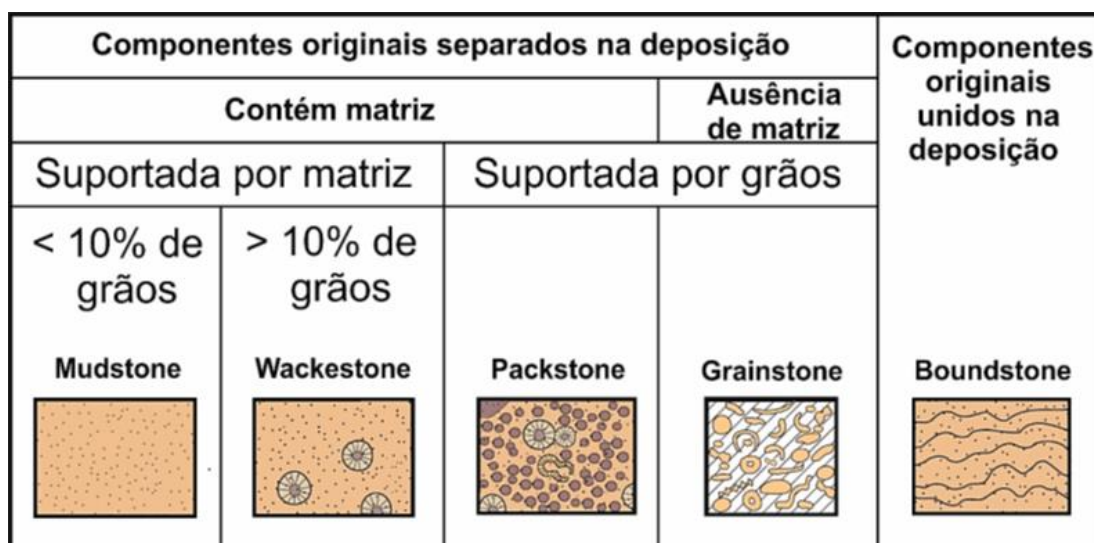 Componentes originais separados na deposição
Componentes
originais
unidos na
deposição
Contém matriz
Ausência
de matriz
Suportada por matriz
Suportada por grãos
< 10% de
grãos
> 10% de
grãos
Mudstone
Wackestone
Packstone
Grainstone
Boundstone